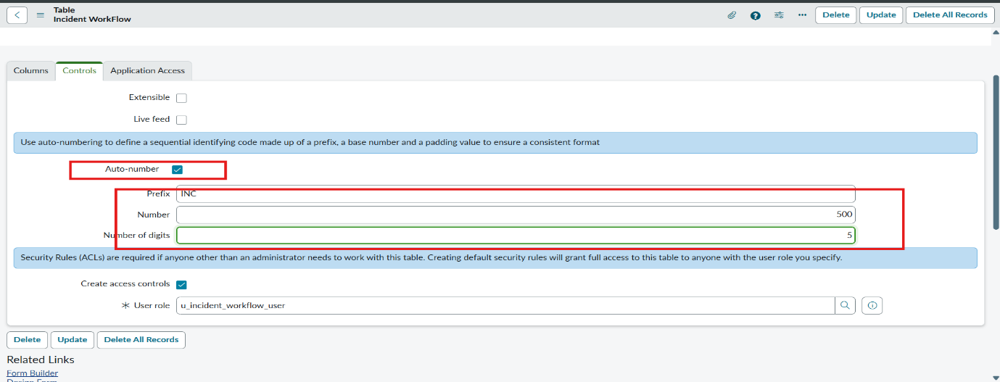 Table
Incident WorkFlow
Delete
Update
Delete All Records
Columns
Controls
Application Access
Extensible
Live feed
Use auto-numbering to define a sequential identifying code made up of a prefix, a base number and a padding value to ensure a consistent format
Auto-number
Prefix INC
Number 500
Number of digits 5
Security Rules (ACLs) are required if anyone other than an administrator needs to work with this table. Creating default security rules will grant full access to this table to anyone with the user role you specify.
Create access controls
User role u_incident_workflow_user
Delete
Update
Delete All Records
Related Links
Form Builder
Design Form